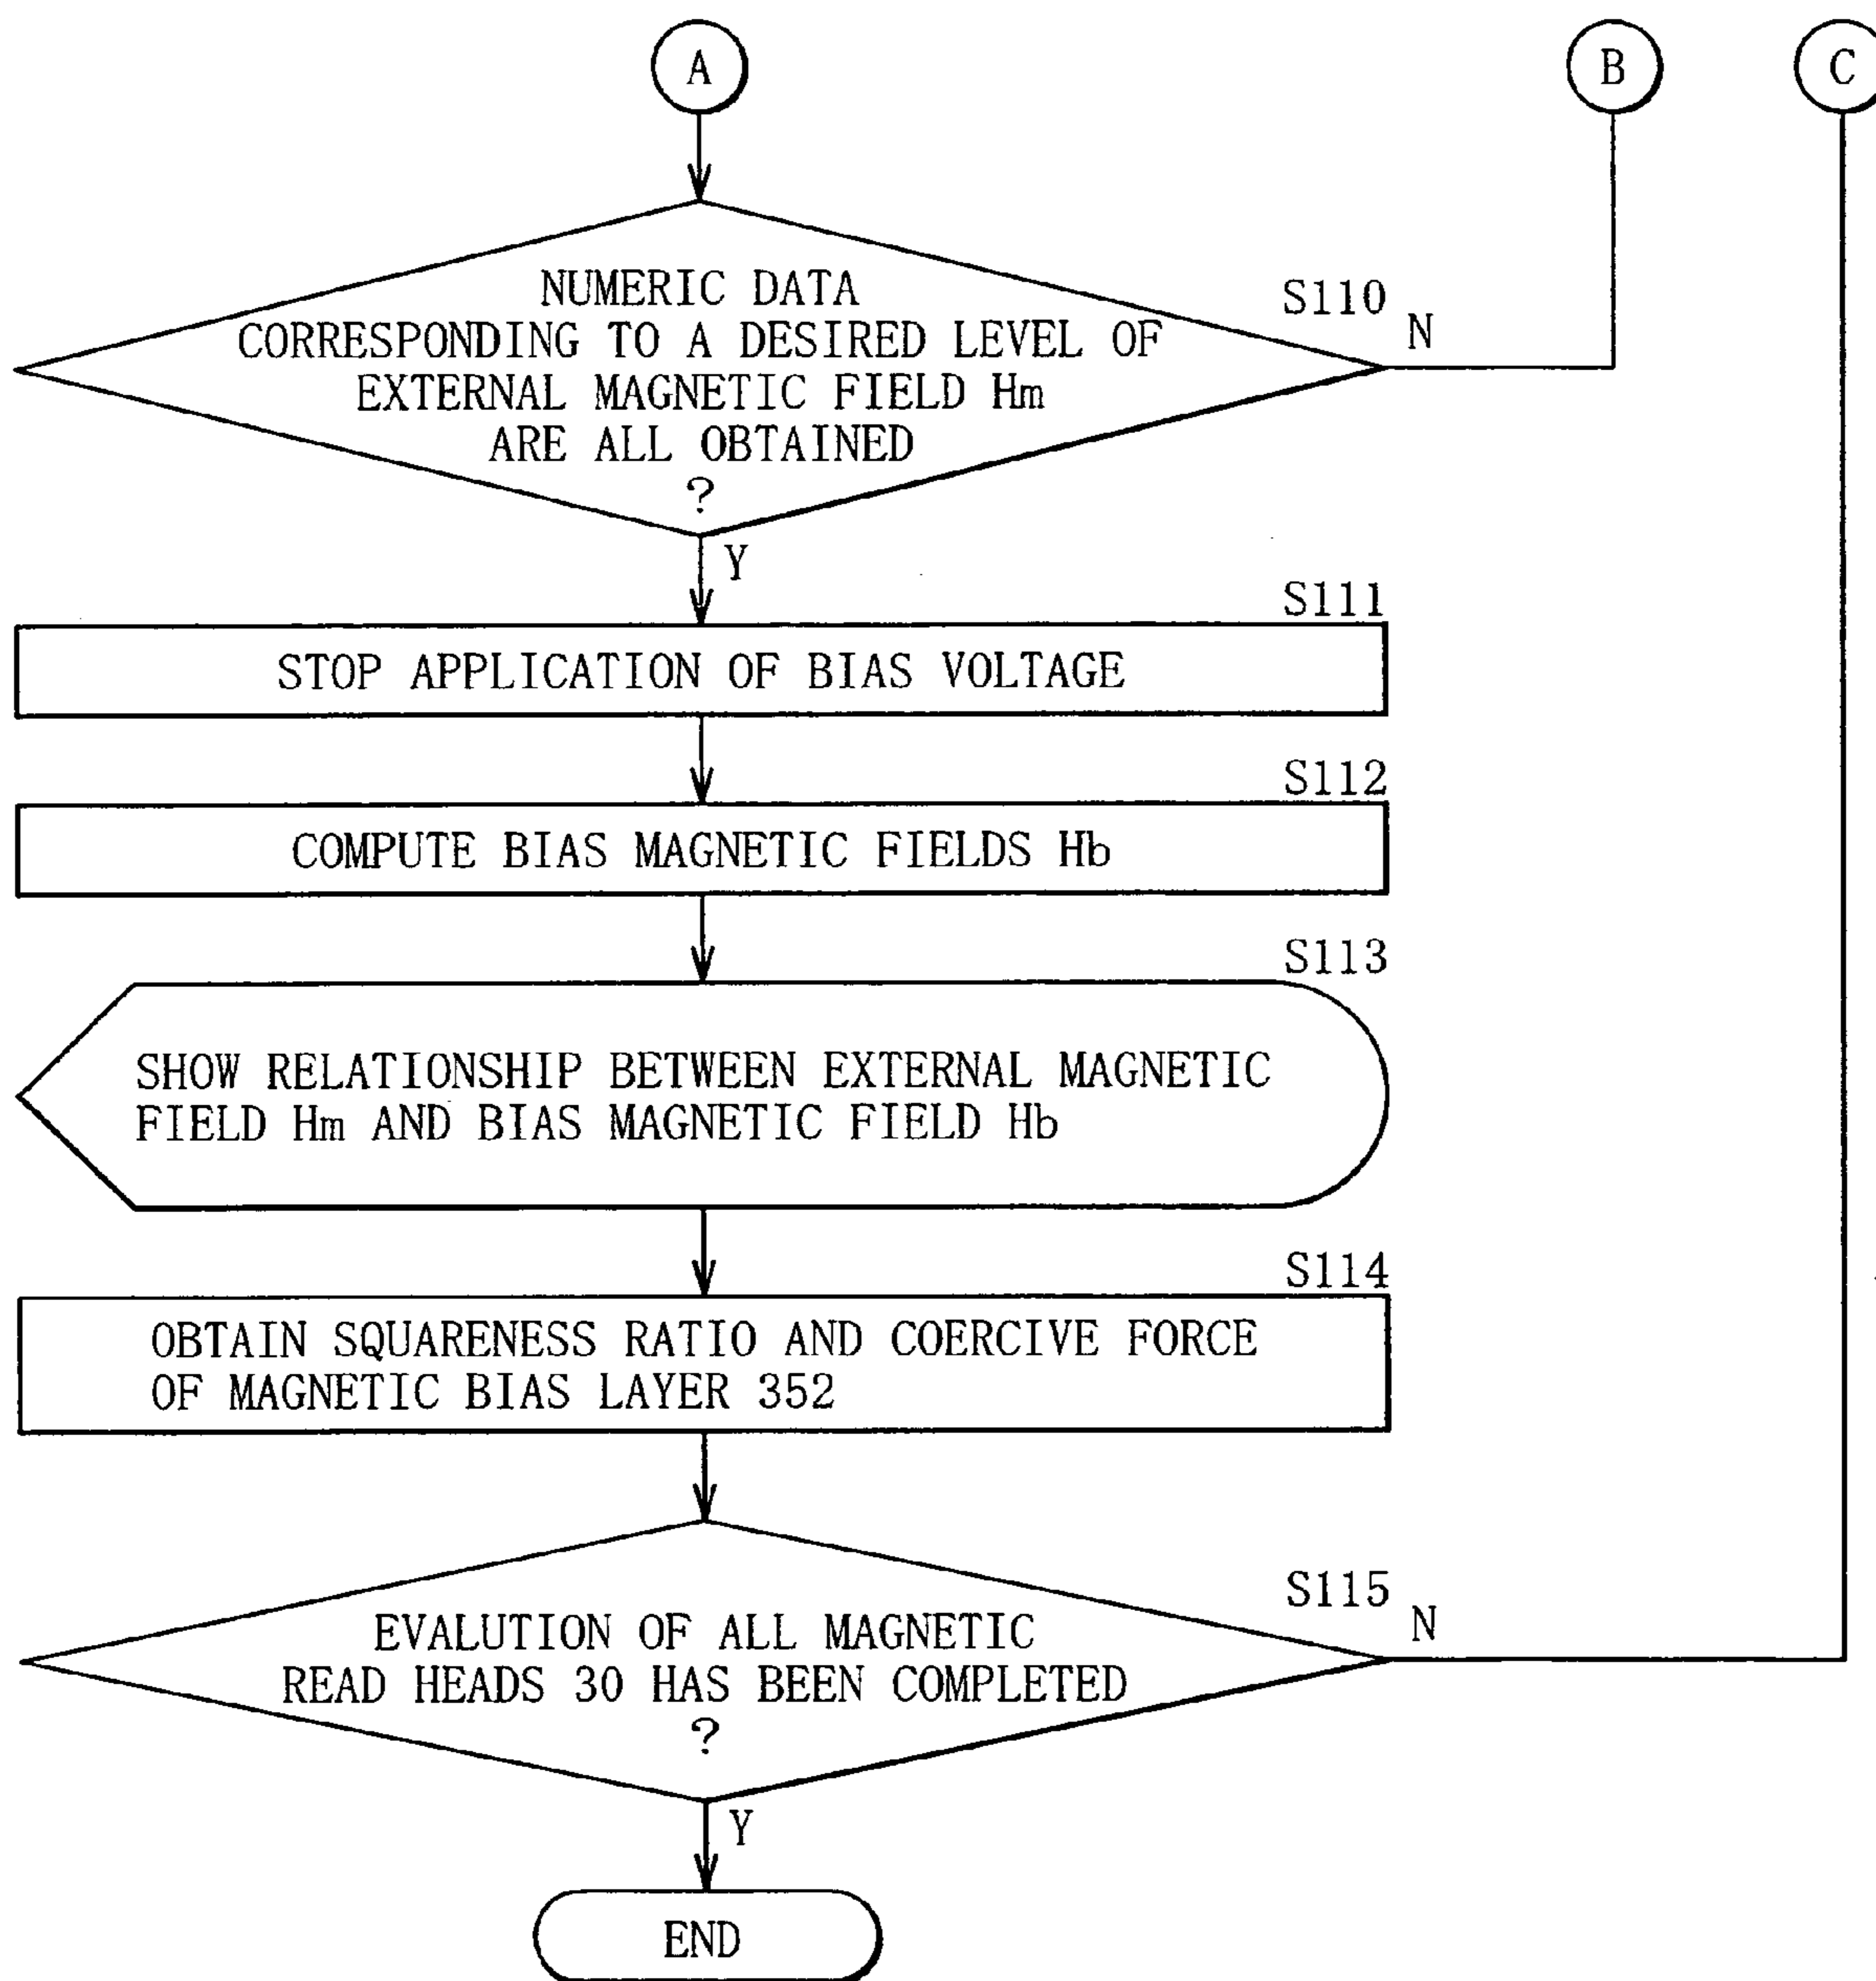 A
B
C
NUMERIC DATA
CORRESPONDING TO A DESIRED LEVEL OF
EXTERNAL MAGNETIC FIELD Hm
ARE ALL OBTAINED
?
S110
N
Y
S111
STOP APPLICATION OF BIAS VOLTAGE
S112
COMPUTE BIAS MAGNETIC FIELDS Hb
S113
SHOW RELATIONSHIP BETWEEN EXTERNAL MAGNETIC
FIELD Hm AND BIAS MAGNETIC FIELD Hb
S114
OBTAIN SQUARENESS RATIO AND COERCIVE FORCE
OF MAGNETIC BIAS LAYER 352
S115
N
EVALUTION OF ALL MAGNETIC
READ HEADS 30 HAS BEEN COMPLETED
?
Y
END